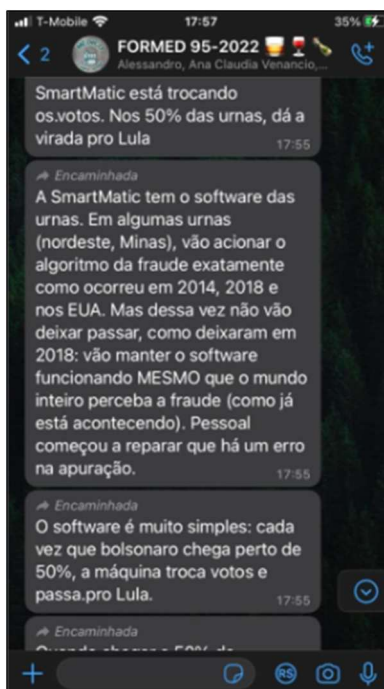 T-Mobile 17:57 35%
2 FORMED 95-2022
Alessandro, Ana Claudia Venancio,...
SmartMatic está trocando
os.votos. Nos 50% das urnas, dá a
virada pro Lula
17:55
Encaminhada
A SmartMatic tem o software das
urnas. Em algumas urnas
(nordeste, Minas), vão acionar o
algoritmo da fraude exatamente
como ocorreu em 2014, 2018 e
nos EUA. Mas dessa vez não vão
deixar passar, como deixaram em
2018: vão manter o software
funcionando MESMO que o mundo
inteiro perceba a fraude (como já
está acontecendo). Pessoal
começou a reparar que há um erro
na apuração.
17:55
Encaminhada
O software é muito simples: cada
vez que bolsonaro chega perto de
50%, a máquina troca votos e
passa.pro Lula.
17:55
Encaminhada